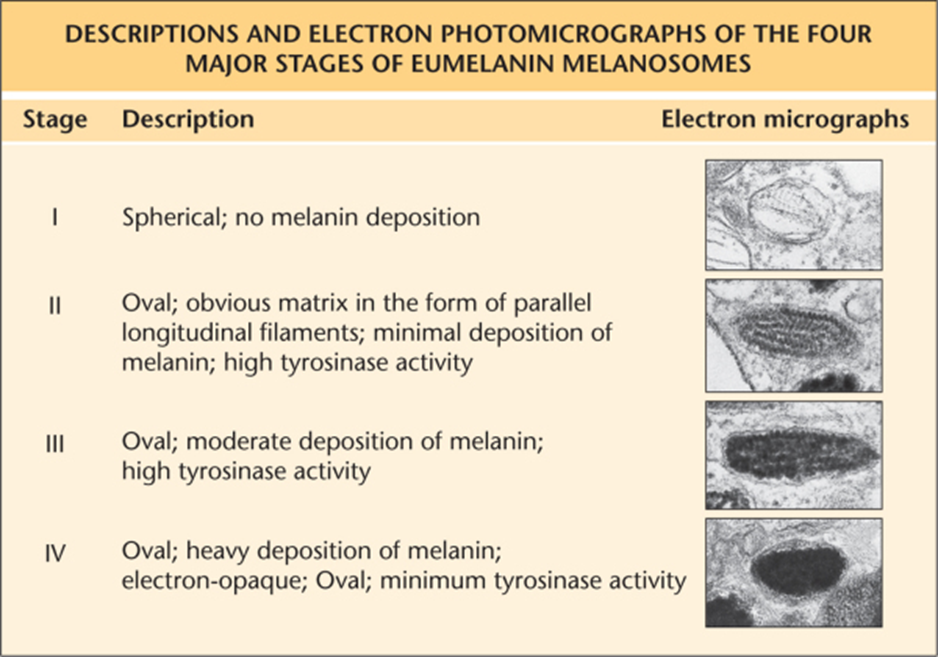 DESCRIPTIONS AND ELECTRON PHOTOMICROGRAPHS OF THE FOUR
MAJOR STAGES OF EUMELANIN MELANOSOMES
Stage Description Electron micrographs
I Spherical; no melanin deposition
II Oval; obvious matrix in the form of parallel
longitudinal filaments; minimal deposition of
melanin; high tyrosinase activity
III Oval; moderate deposition of melanin;
high tyrosinase activity
IV Oval; heavy deposition of melanin;
electron-opaque; Oval; minimum tyrosinase activity